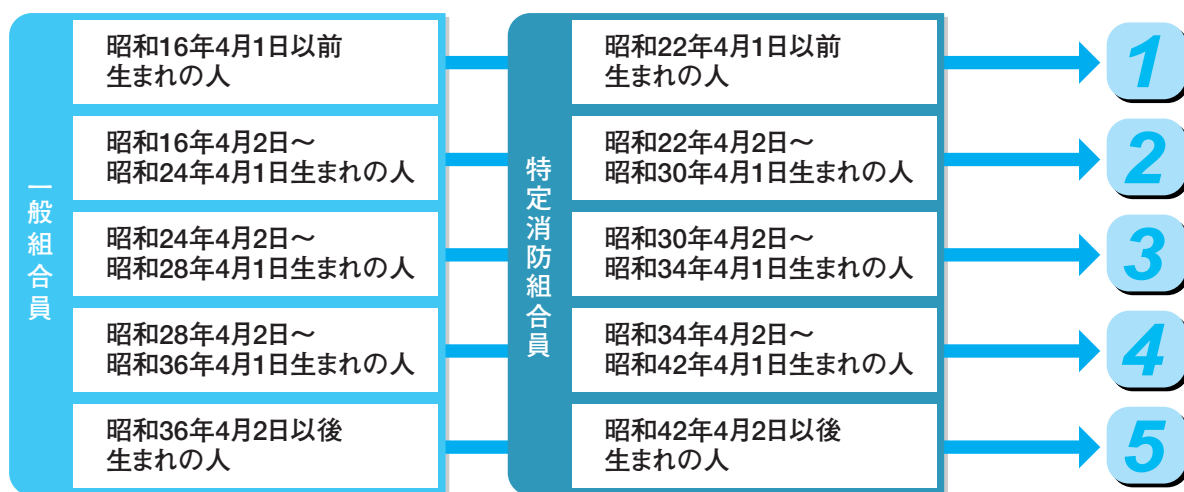 一般組合員
昭和16年4月1日以前
生まれの人
昭和16年4月2日～
昭和24年4月1日生まれの人
昭和24年4月2日～
昭和28年4月1日生まれの人
昭和28年4月2日～
昭和36年4月1日生まれの人
昭和36年4月2日以後
生まれの人
特定消防組合員
昭和22年4月1日以前
生まれの人
昭和22年4月2日～
昭和30年4月1日生まれの人
昭和30年4月2日～
昭和34年4月1日生まれの人
昭和34年4月2日～
昭和42年4月1日生まれの人
昭和42年4月2日以後
生まれの人
1
2
3
4
5